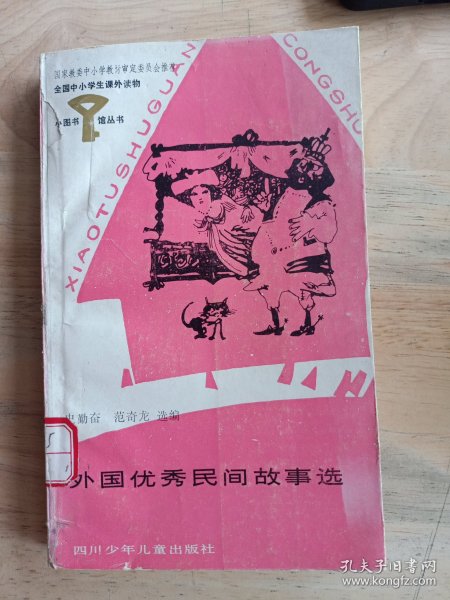 国家教委中小学教材审定委员会推荐
全国中小学生课外读物
小图书馆丛书
XIAOTUSHUGUAN
CONGSHU
勤奋 范奇龙 选编
外国优秀民间故事选
四川少年儿童出版社
孔夫子旧书网
www.kongfz.com